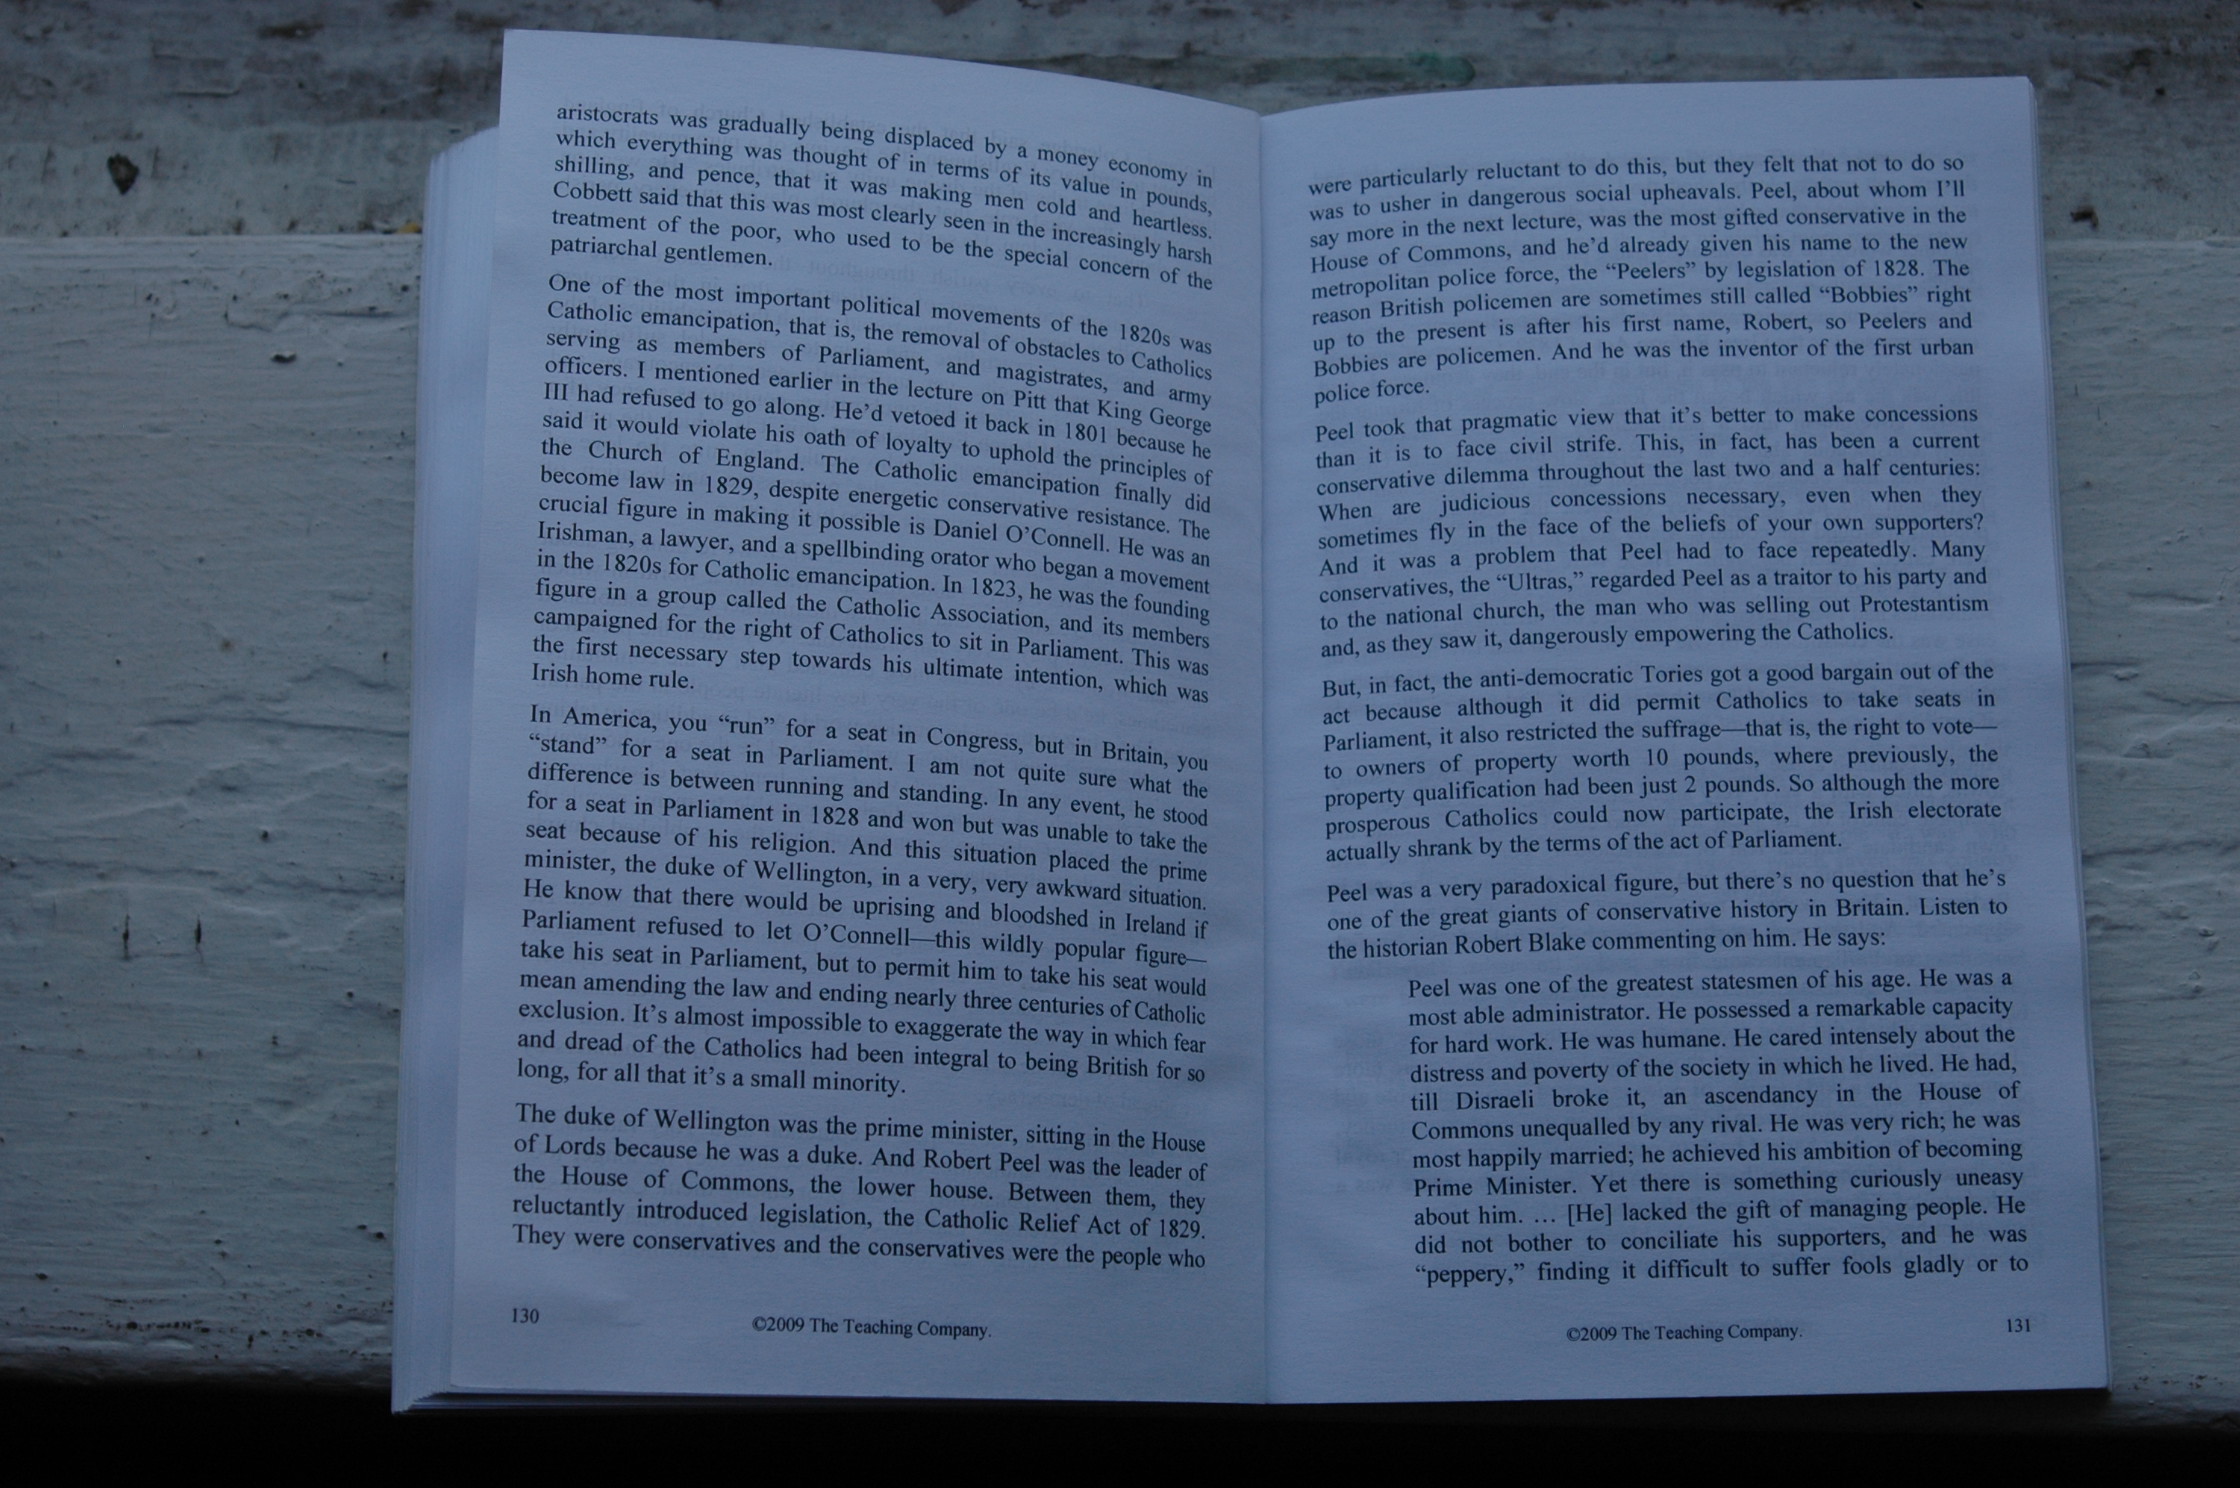 aristocrats was gradually being displaced by a money economy in
which everything was thought of in terms of its value in pounds,
shilling, and pence, that it was making men cold and heartless.
Cobbett said that this was most clearly seen in the increasingly harsh
treatment of the poor, who used to be the special concern of the
patriarchal gentlemen.
One of the most important political movements of the 1820s was
Catholic emancipation, that is, the removal of obstacles to Catholics
serving as members of Parliament, and magistrates, and army
officers. I mentioned earlier in the lecture on Pitt that King George
III had refused to go along. He’d vetoed it back in 1801 because he
said it would violate his oath of loyalty to uphold the principles of
the Church of England. The Catholic emancipation finally did
become law in 1829, despite energetic conservative resistance. The
crucial figure in making it possible is Daniel O’Connell. He was an
Irishman, a lawyer, and a spellbinding orator who began a movement
in the 1820s for Catholic emancipation. In 1823, he was the founding
figure in a group called the Catholic Association, and its members
campaigned for the right of Catholics to sit in Parliament. This was
the first necessary step towards his ultimate intention, which was
Irish home rule.
In America, you “run” for a seat in Congress, but in Britain, you
“stand” for a seat in Parliament. I am not quite sure what the
difference is between running and standing. In any event, he stood
for a seat in Parliament in 1828 and won but was unable to take the
seat because of his religion. And this situation placed the prime
minister, the duke of Wellington, in a very, very awkward situation.
He know that there would be uprising and bloodshed in Ireland if
Parliament refused to let O’Connell—this wildly popular figure—
take his seat in Parliament, but to permit him to take his seat would
mean amending the law and ending nearly three centuries of Catholic
exclusion. It’s almost impossible to exaggerate the way in which fear
and dread of the Catholics had been integral to being British for so
long, for all that it’s a small minority.
The duke of Wellington was the prime minister, sitting in the House
of Lords because he was a duke. And Robert Peel was the leader of
the House of Commons, the lower house. Between them, they
reluctantly introduced legislation, the Catholic Relief Act of 1829.
They were conservatives and the conservatives were the people who
130
©2009 The Teaching Company.
were particularly reluctant to do this, but they felt that not to do so
was to usher in dangerous social upheavals. Peel, about whom I’ll
say more in the next lecture, was the most gifted conservative in the
House of Commons, and he’d already given his name to the new
metropolitan police force, the “Peelers” by legislation of 1828. The
reason British policemen are sometimes still called “Bobbies” right
up to the present is after his first name, Robert, so Peelers and
Bobbies are policemen. And he was the inventor of the first urban
police force.
Peel took that pragmatic view that it’s better to make concessions
than it is to face civil strife. This, in fact, has been a current
conservative dilemma throughout the last two and a half centuries:
When are judicious concessions necessary, even when they
sometimes fly in the face of the beliefs of your own supporters?
And it was a problem that Peel had to face repeatedly. Many
conservatives, the “Ultras,” regarded Peel as a traitor to his party and
to the national church, the man who was selling out Protestantism
and, as they saw it, dangerously empowering the Catholics.
But, in fact, the anti-democratic Tories got a good bargain out of the
act because although it did permit Catholics to take seats in
Parliament, it also restricted the suffrage—that is, the right to vote—
to owners of property worth 10 pounds, where previously, the
property qualification had been just 2 pounds. So although the more
prosperous Catholics could now participate, the Irish electorate
actually shrank by the terms of the act of Parliament.
Peel was a very paradoxical figure, but there’s no question that he’s
one of the great giants of conservative history in Britain. Listen to
the historian Robert Blake commenting on him. He says:
Peel was one of the greatest statesmen of his age. He was a
most able administrator. He possessed a remarkable capacity
for hard work. He was humane. He cared intensely about the
distress and poverty of the society in which he lived. He had,
till Disraeli broke it, an ascendancy in the House of
Commons unequalled by any rival. He was very rich; he was
most happily married; he achieved his ambition of becoming
Prime Minister. Yet there is something curiously uneasy
about him. … [He] lacked the gift of managing people. He
did not bother to conciliate his supporters, and he was
“peppery,” finding it difficult to suffer fools gladly or to
©2009 The Teaching Company.
131